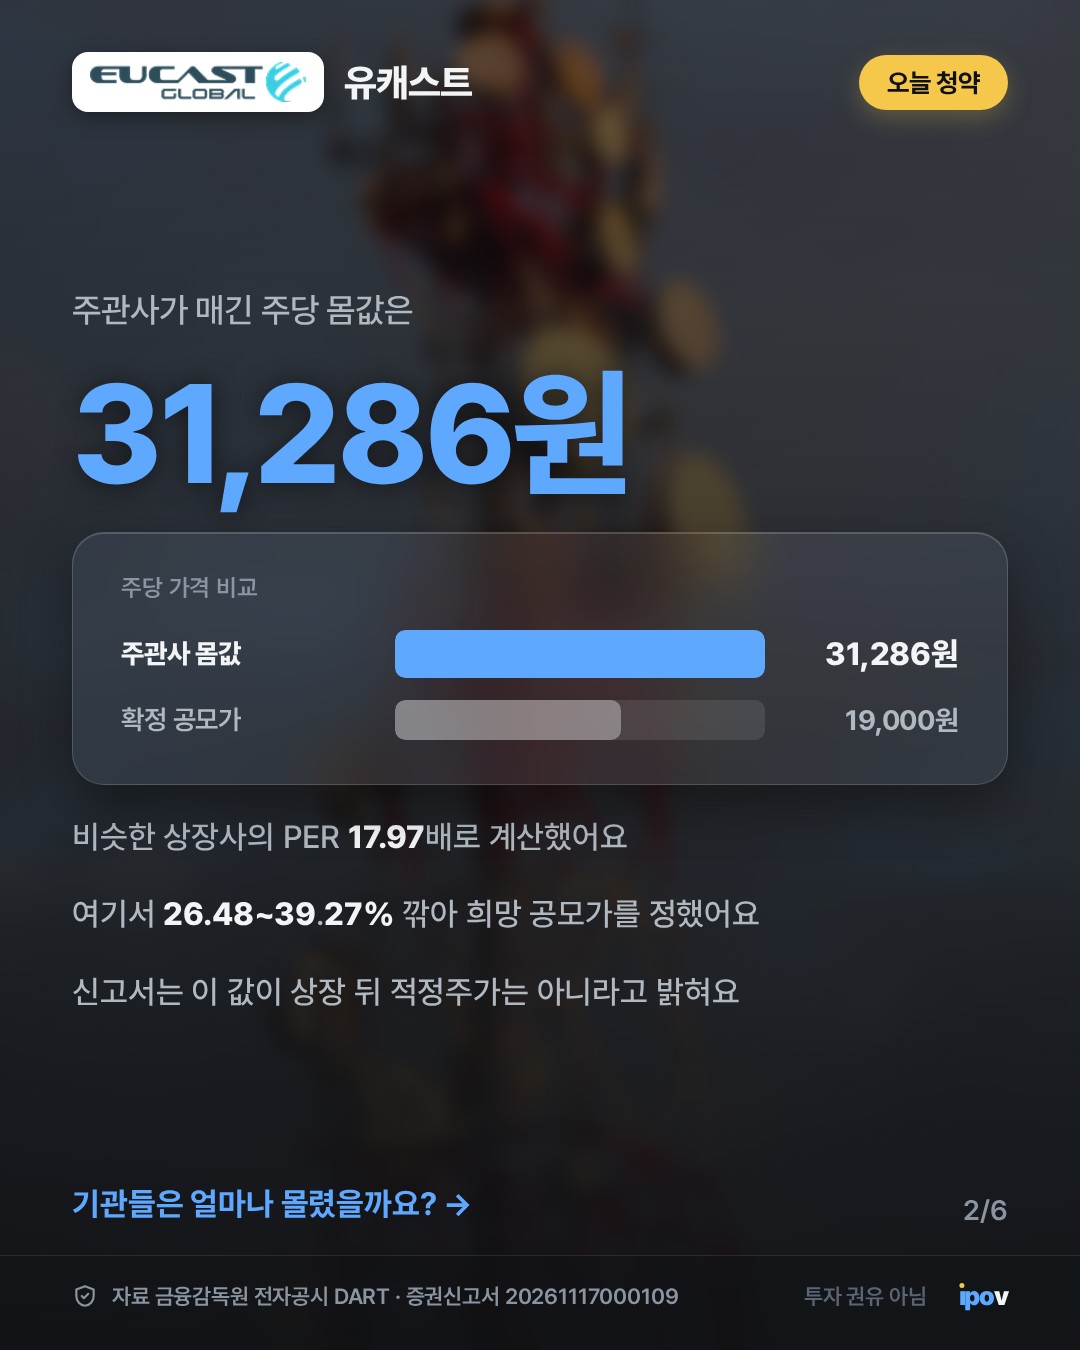 EUCAST
GLOBAL
유캐스트
오늘 청약
주관사가 매긴 주당 몸값은
31,286원
주당 가격 비교
주관사 몸값 31,286원
확정 공모가 19,000원
비슷한 상장사의 PER 17.97배로 계산했어요
여기서 26.48~39.27% 깎아 희망 공모가를 정했어요
신고서는 이 값이 상장 뒤 적정주가는 아니라고 밝혀요
기관들은 얼마나 몰렸을까요? →
2/6
자료 금융감독원 전자공시 DART · 증권신고서 20261117000109
투자 권유 아님
ipov